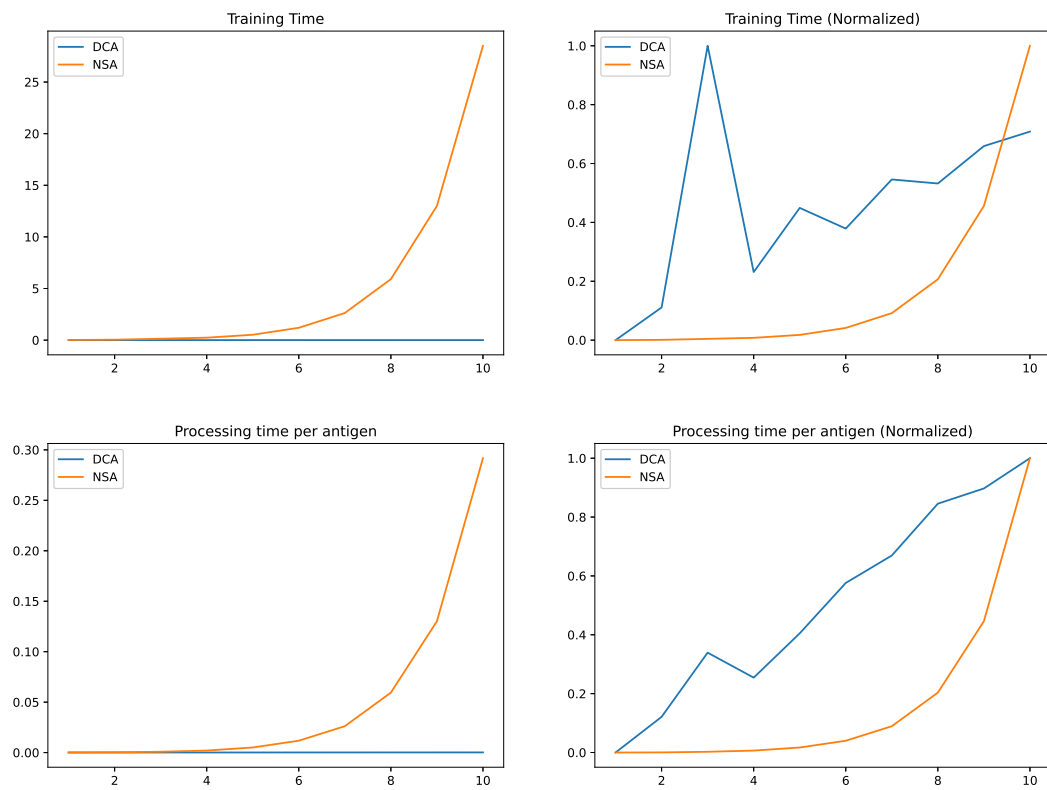 Training Time
DCA
NSA
25
20
15
10
5
0
2 4 6 8 10
Training Time (Normalized)
DCA
NSA
1.0
0.8
0.6
0.4
0.2
0.0
2 4 6 8 10
Processing time per antigen
DCA
NSA
0.30
0.25
0.20
0.15
0.10
0.05
0.00
2 4 6 8 10
Processing time per antigen (Normalized)
DCA
NSA
1.0
0.8
0.6
0.4
0.2
0.0
2 4 6 8 10